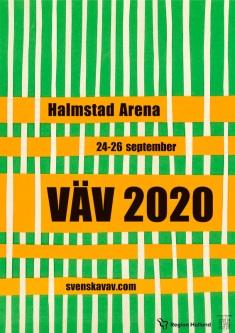 Halmstad Arena
24-26 september
VÄV 2020
svenskavav.com
Region Halland